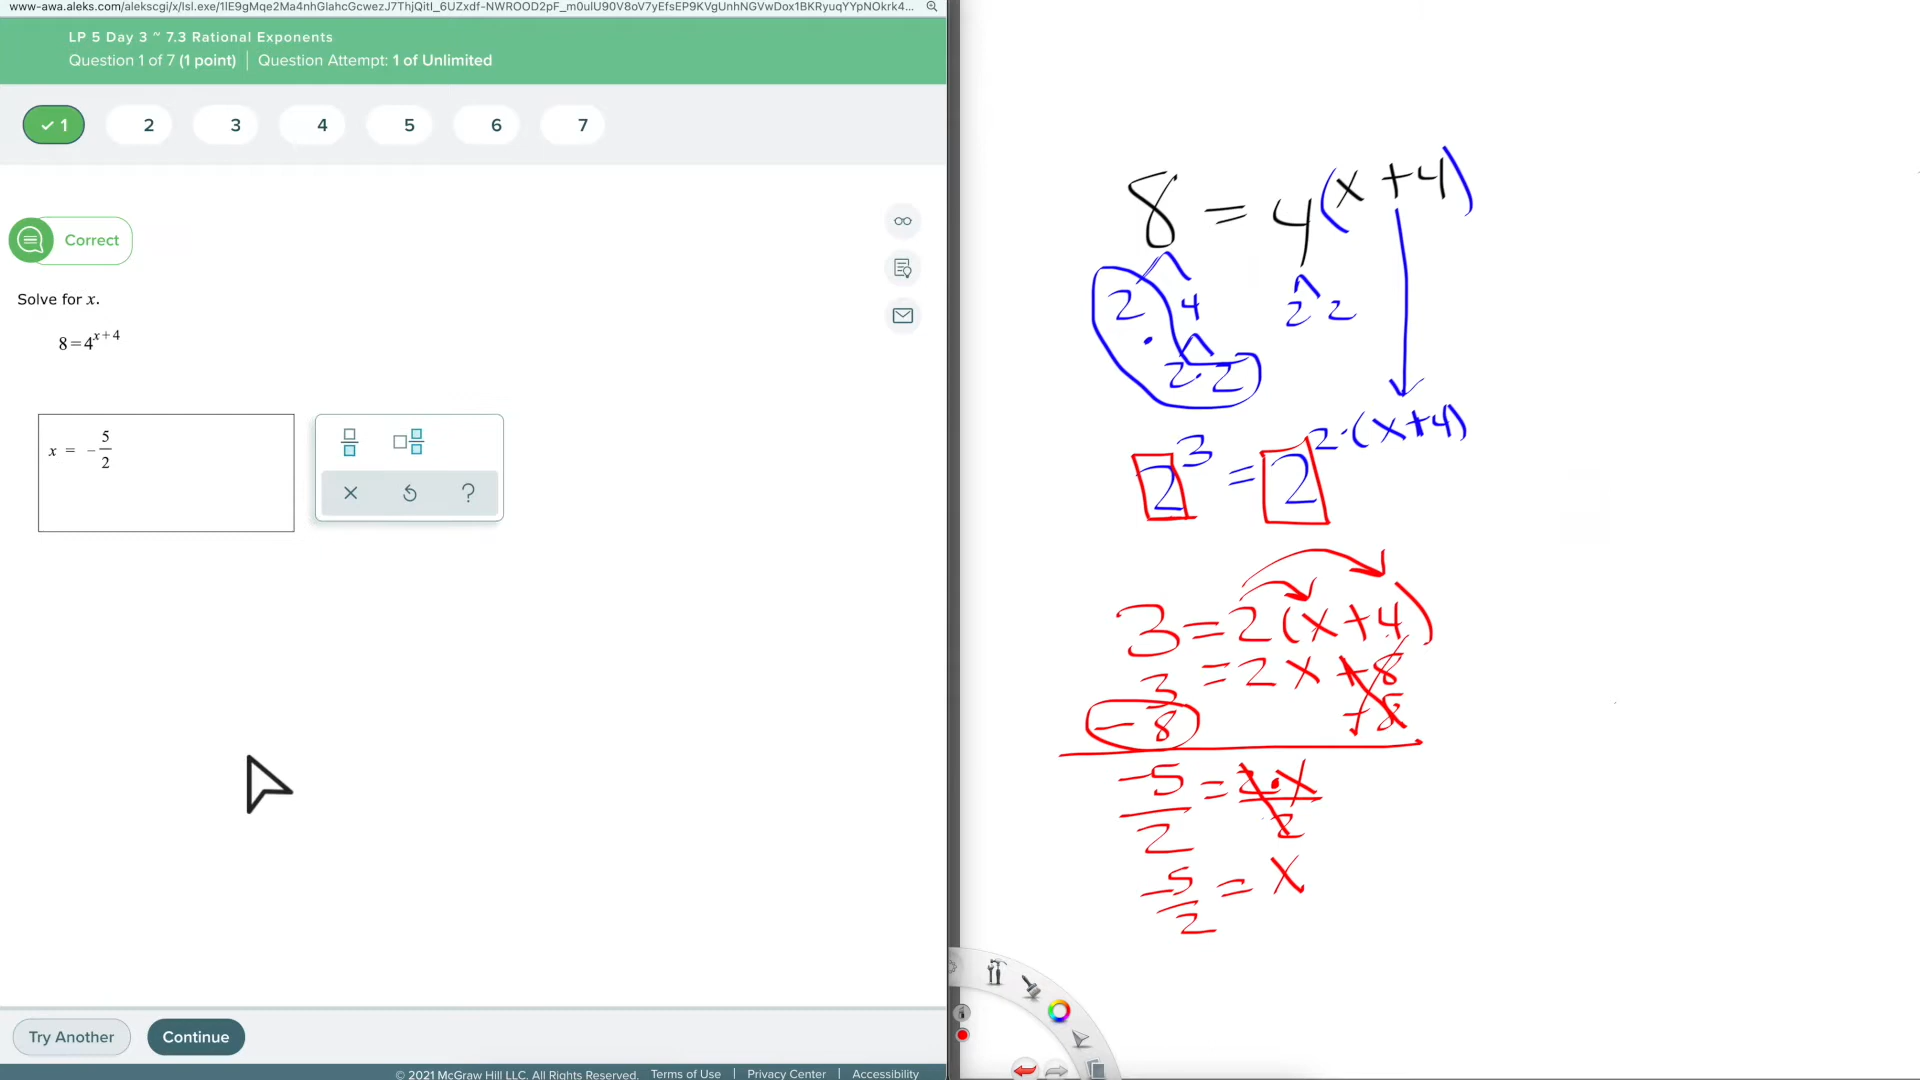 www-awa.aleks.com/alekscgi/x/Isl.exe/1IE9gMqe2Ma4nhGIahcGcwezJ7ThjQitI_6UZxdf-NWROOD2pF_m0ulU90V8oV7yEfsEP9KVgUnhNGVwDox1BKRyuqYYpNOkrk4...
LP 5 Day 3 ~ 7.3 Rational Exponents
Question 1 of 7 (1 point) | Question Attempt: 1 of Unlimited
✓ 1 2 3 4 5 6 7
Correct
Solve for x.
8=4^{x+4}
x = -5/2
?
Try Another Continue
© 2021 McGraw Hill LLC. All Rights Reserved. Terms of Use | Privacy Center | Accessibility
8 = 4^(x+4)
2 4 2 2
· 2·2
2^3 = 2^{2·(x+4)}
3=2(x+4)
3 =2x+8
-8 -8
-5/2 = 2·x/2
-5/2 = x